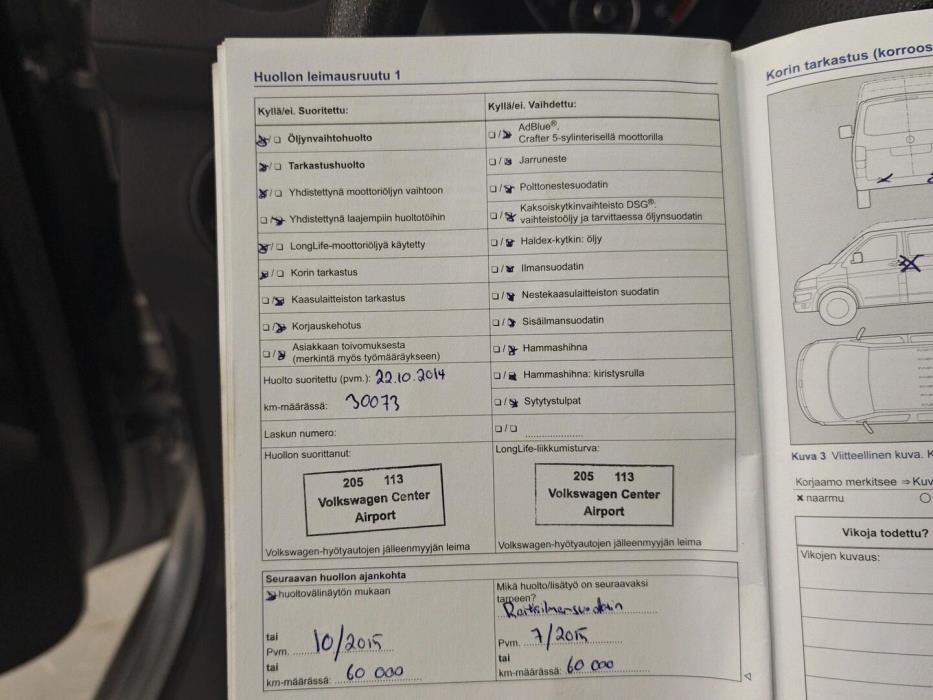 Huollon leimausruutu 1
Kyllä/ei. Suoritettu:
Öljynvaihtohuolto
Tarkastushuolto
Yhdistettynä moottoriöljyn vaihtoon
Yhdistettynä laajempiin huoltotöihin
LongLife-moottoriöljyä käytetty
Korin tarkastus
Kaasulaitteiston tarkastus
Korjauskehotus
Asiakkaan toivomuksesta
(merkintä myös työmääräykseen)
Huolto suoritettu (pvm.): 22.10.2014
km-määrässä: 30073
Laskun numero:
Huollon suorittanut:
205 113
Volkswagen Center
Airport
Volkswagen-hyötyautojen jälleenmyyjän leima
Kyllä/ei. Vaihdettu:
AdBlue®.
Crafter 5-sylinterisellä moottorilla
Jarruneste
Polttonestesuodatin
Kaksoiskytkinvaihteisto DSG®:
vaihteistoöljy ja tarvittaessa öljynsuodatin
Haldex-kytkin: öljy
Ilmansuodatin
Nestekaasulaitteiston suodatin
Sisäilmansuodatin
Hammashihna
Hammashihna: kiristysrulla
Sytytystulpat
LongLife-liikkumisturva:
205 113
Volkswagen Center
Airport
Volkswagen-hyötyautojen jälleenmyyjän leima
Seuraavan huollon ajankohta
huoltovälinäytön mukaan
tai
Pvm. 10/2015
tai
km-määrässä: 60 000
Mikä huolto/lisätyö on seuraavaksi
tarpeen?
Pvm. 7/2015
tai
km-määrässä: 60 000
Korin tarkastus (korroos
Kuva 3 Viitteellinen kuva. K
Korjaamo merkitsee ⇒ Kuv
x naarmu
Vikoja todettu?
Vikojen kuvaus: